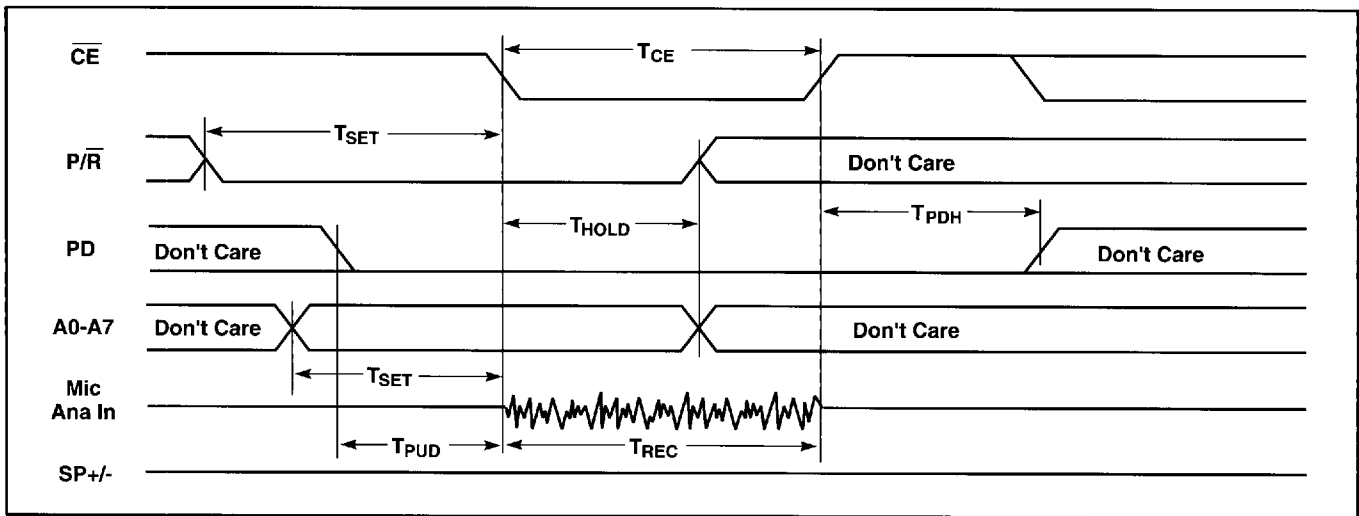 C̅E̅
T_CE
T_SET
P/R̅
Don't Care
T_PDH
T_HOLD
PD
Don't Care
Don't Care
A0-A7
Don't Care
Don't Care
T_SET
Mic
Ana In
T_PUD
T_REC
SP+/-